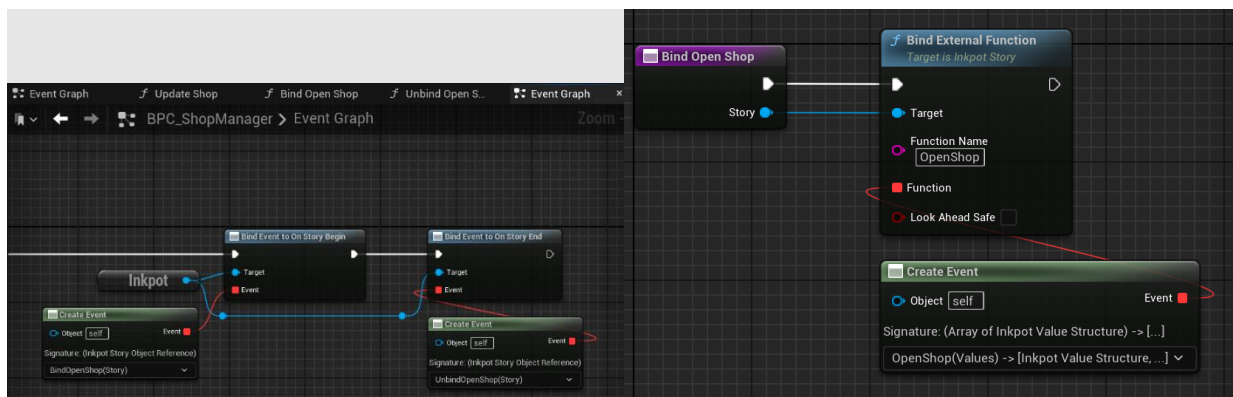 Event Graph
Update Shop
Bind Open Shop
Unbind Open S...
Event Graph
×
BPC_ShopManager > Event Graph
Zoom
Bind Event to On Story Begin
Target
Event
Bind Event to On Story End
Target
Event
Inkpot
Create Event
Object self
Event
Signature: (Inkpot Story Object Reference)
BindOpenShop(Story)
Create Event
Object self
Event
Signature: (Inkpot Story Object Reference)
UnbindOpenShop(Story)
Bind Open Shop
Story
f Bind External Function
Target is Inkpot Story
Target
Function Name
OpenShop
Function
Look Ahead Safe
Create Event
Object self
Event
Signature: (Array of Inkpot Value Structure) -> [...]
OpenShop(Values) -> [Inkpot Value Structure, ...]